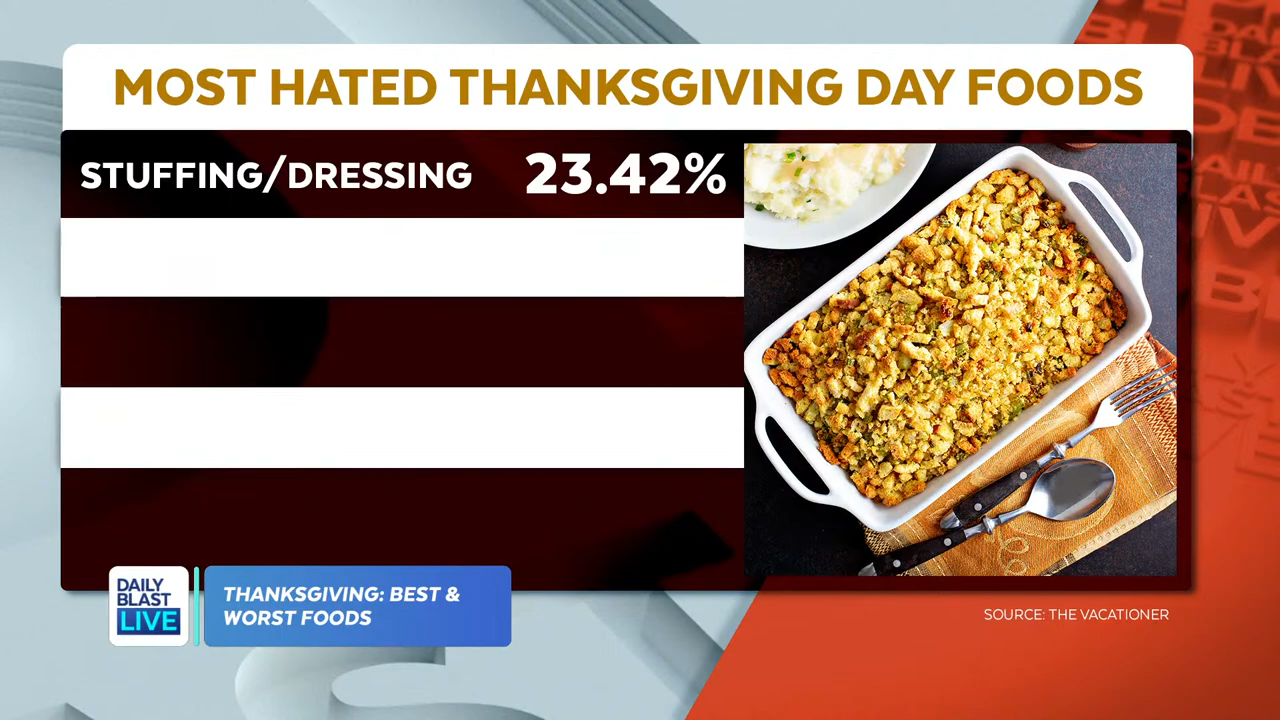 MOST HATED THANKSGIVING DAY FOODS
STUFFING/DRESSING 23.42%
DAILY
BLAST
LIVE
THANKSGIVING: BEST &
WORST FOODS
SOURCE: THE VACATIONER